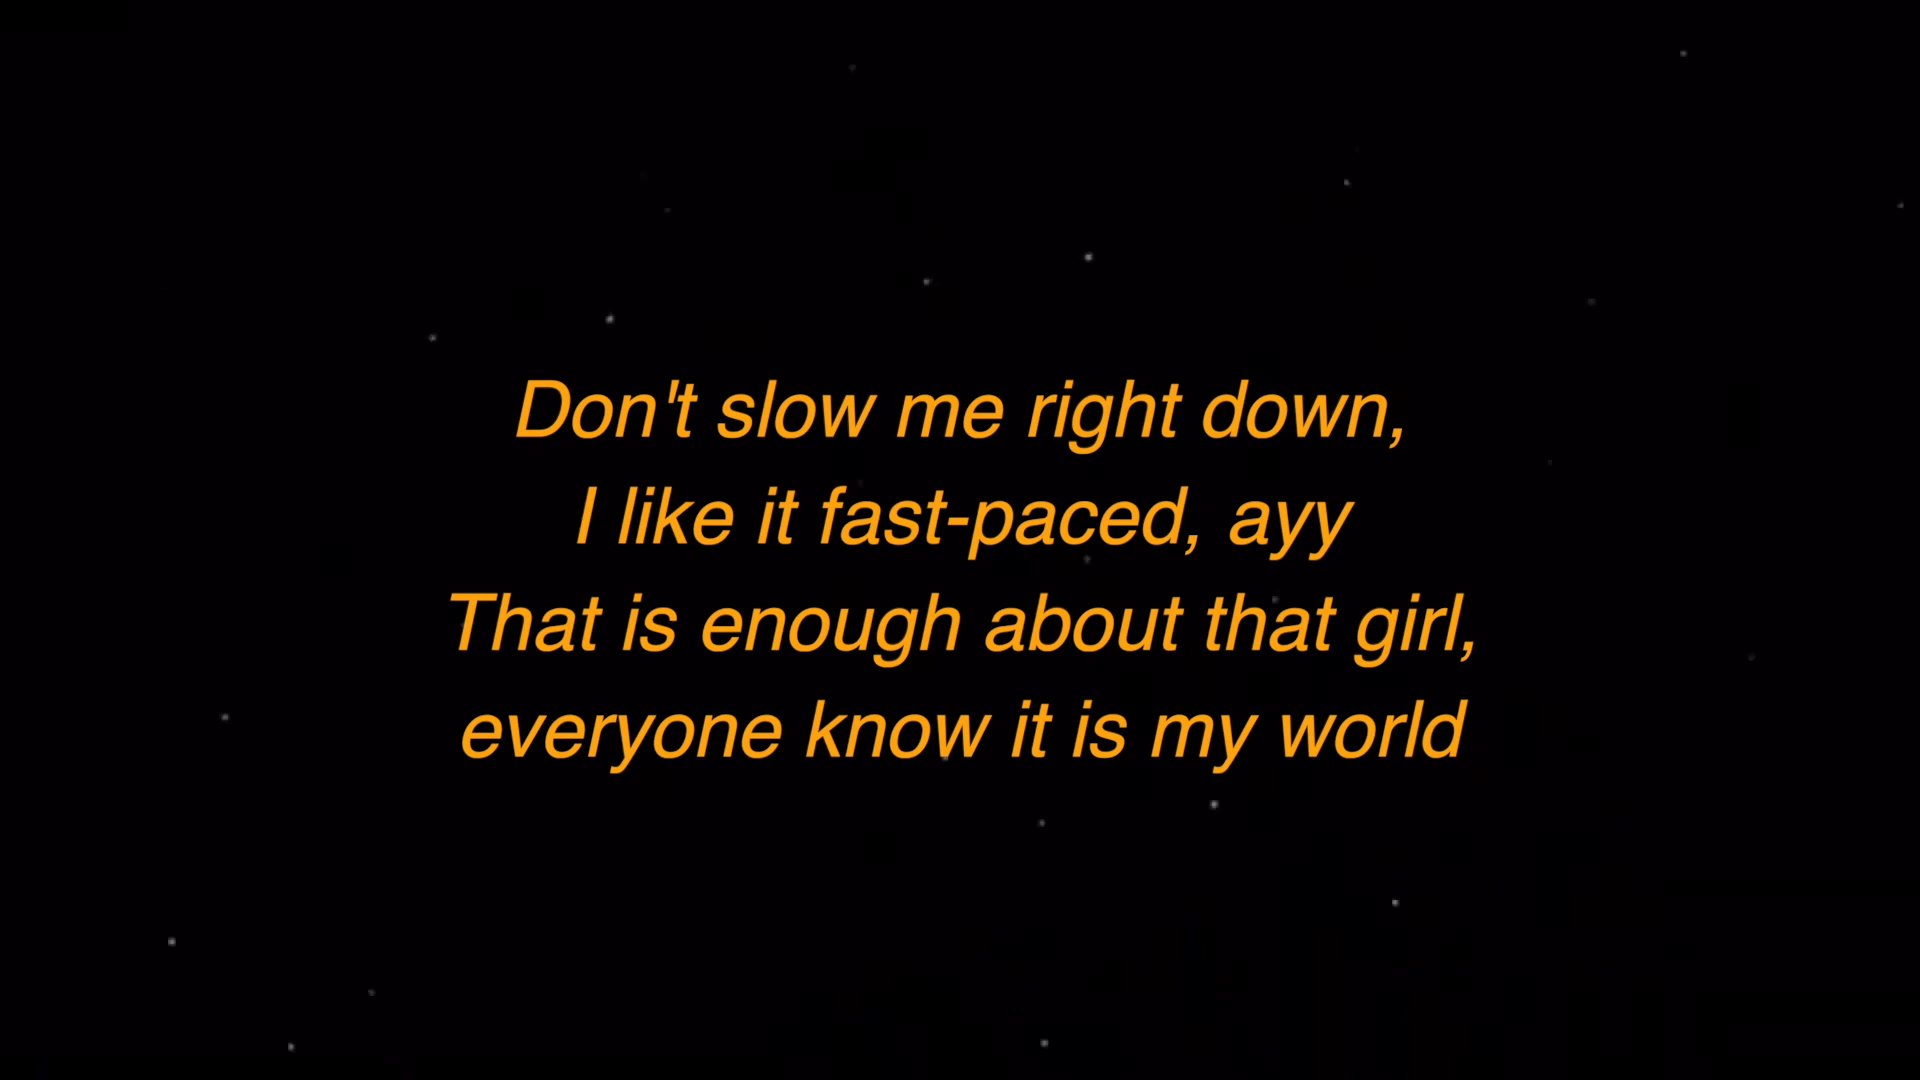 Don't slow me right down,
I like it fast-paced, ayy
That is enough about that girl,
everyone know it is my world